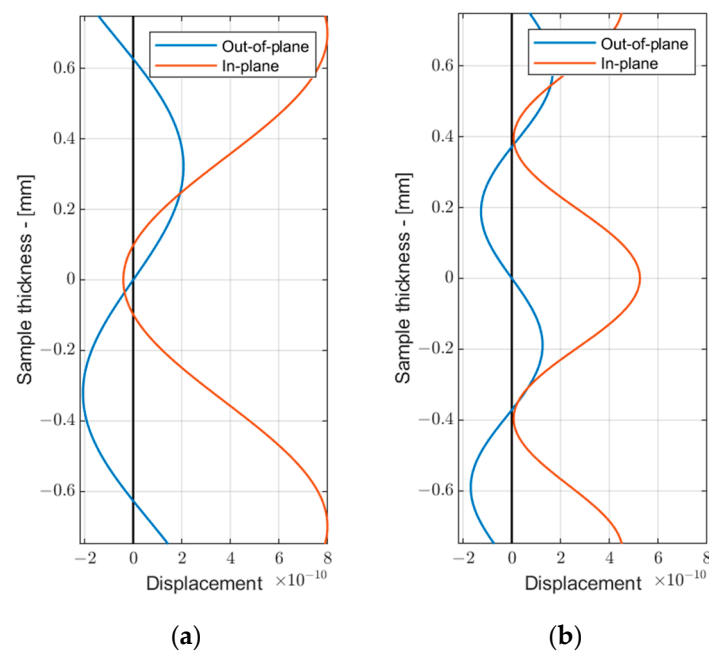 Out-of-plane
In-plane
0.6
0.4
0.2
0
−0.2
−0.4
−0.6
Sample thickness - [mm]
−2 0 2 4 6 8
Displacement ×10⁻¹⁰
(a)
Out-of-plane
In-plane
0.6
0.4
0.2
0
−0.2
−0.4
−0.6
Sample thickness - [mm]
−2 0 2 4 6 8
Displacement ×10⁻¹⁰
(b)